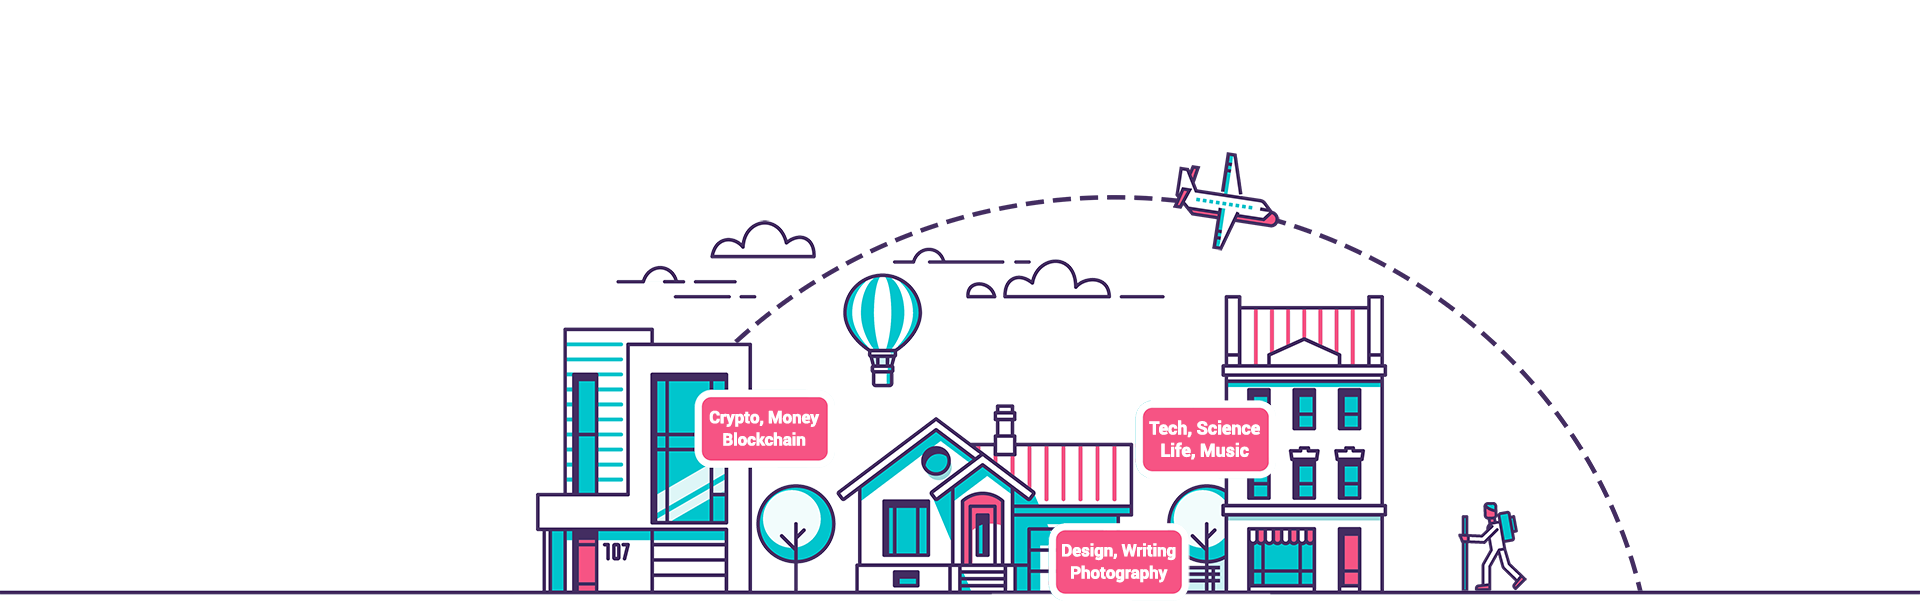 Crypto, Money
Blockchain
Tech, Science
Life, Music
107
Design, Writing
Photography